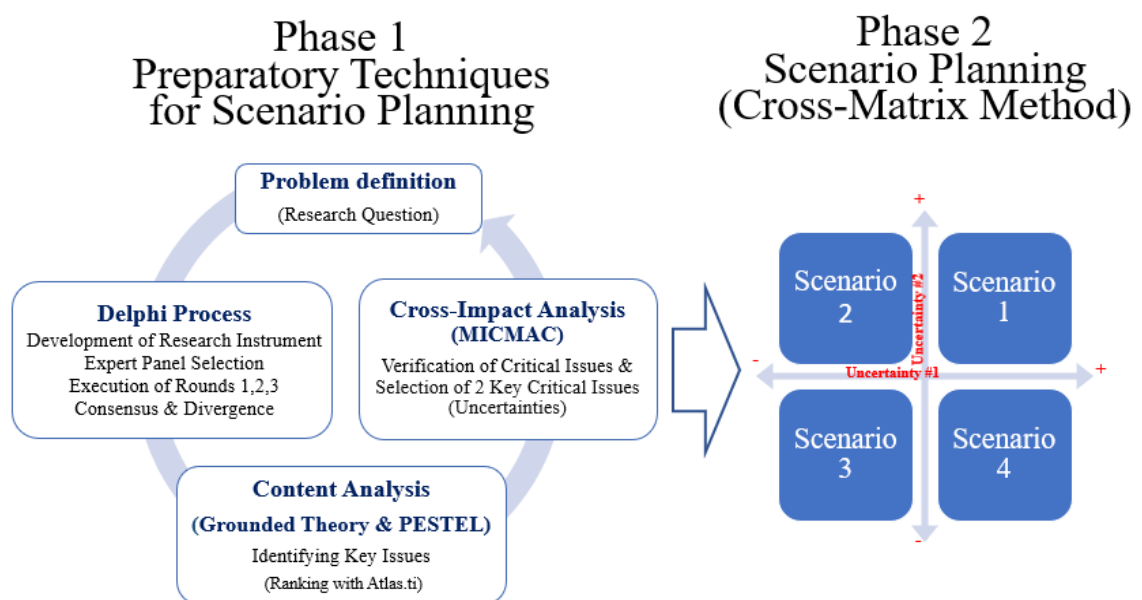 Phase 1
Preparatory Techniques
for Scenario Planning
Phase 2
Scenario Planning
(Cross-Matrix Method)
Problem definition
(Research Question)
Delphi Process
Development of Research Instrument
Expert Panel Selection
Execution of Rounds 1,2,3
Consensus & Divergence
Cross-Impact Analysis
(MICMAC)
Verification of Critical Issues &
Selection of 2 Key Critical Issues
(Uncertainties)
Content Analysis
(Grounded Theory & PESTEL)
Identifying Key Issues
(Ranking with Atlas.ti)
+
Scenario
2
Uncertainty #2
Scenario
1
-
Uncertainty #1
+
Scenario
3
Scenario
4
-